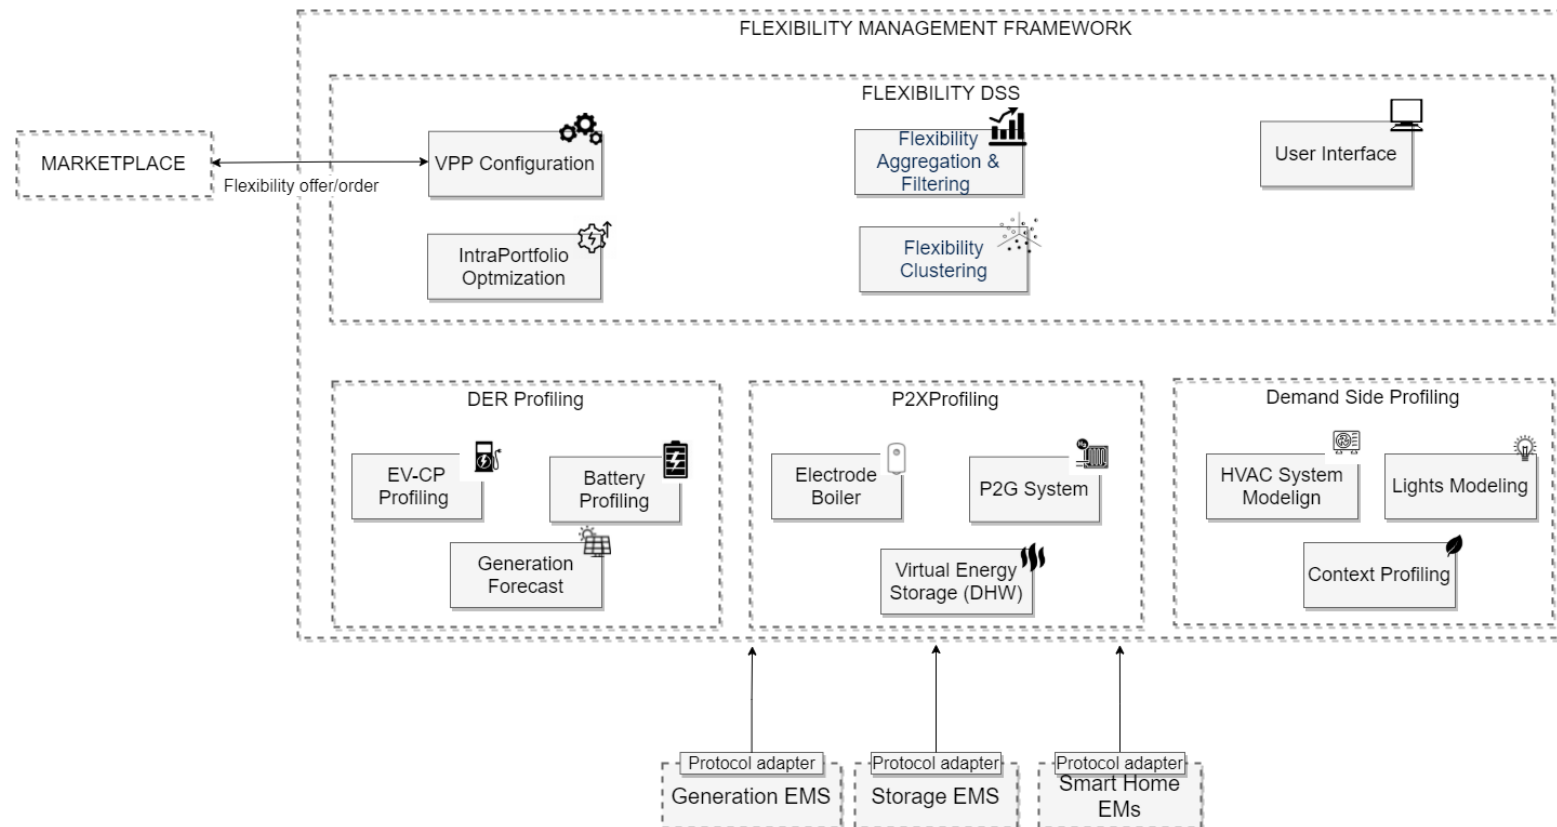 FLEXIBILITY MANAGEMENT FRAMEWORK
FLEXIBILITY DSS
MARKETPLACE
Flexibility offer/order
VPP Configuration
Flexibility
Aggregation &
Filtering
User Interface
IntraPortfolio
Optmization
Flexibility
Clustering
DER Profiling
EV-CP
Profiling
Battery
Profiling
Generation
Forecast
P2XProfiling
Electrode
Boiler
H2
P2G System
Virtual Energy
Storage (DHW)
Demand Side Profiling
HVAC System
Modelign
Lights Modeling
Context Profiling
Protocol adapter
Generation EMS
Protocol adapter
Storage EMS
Protocol adapter
Smart Home
EMs